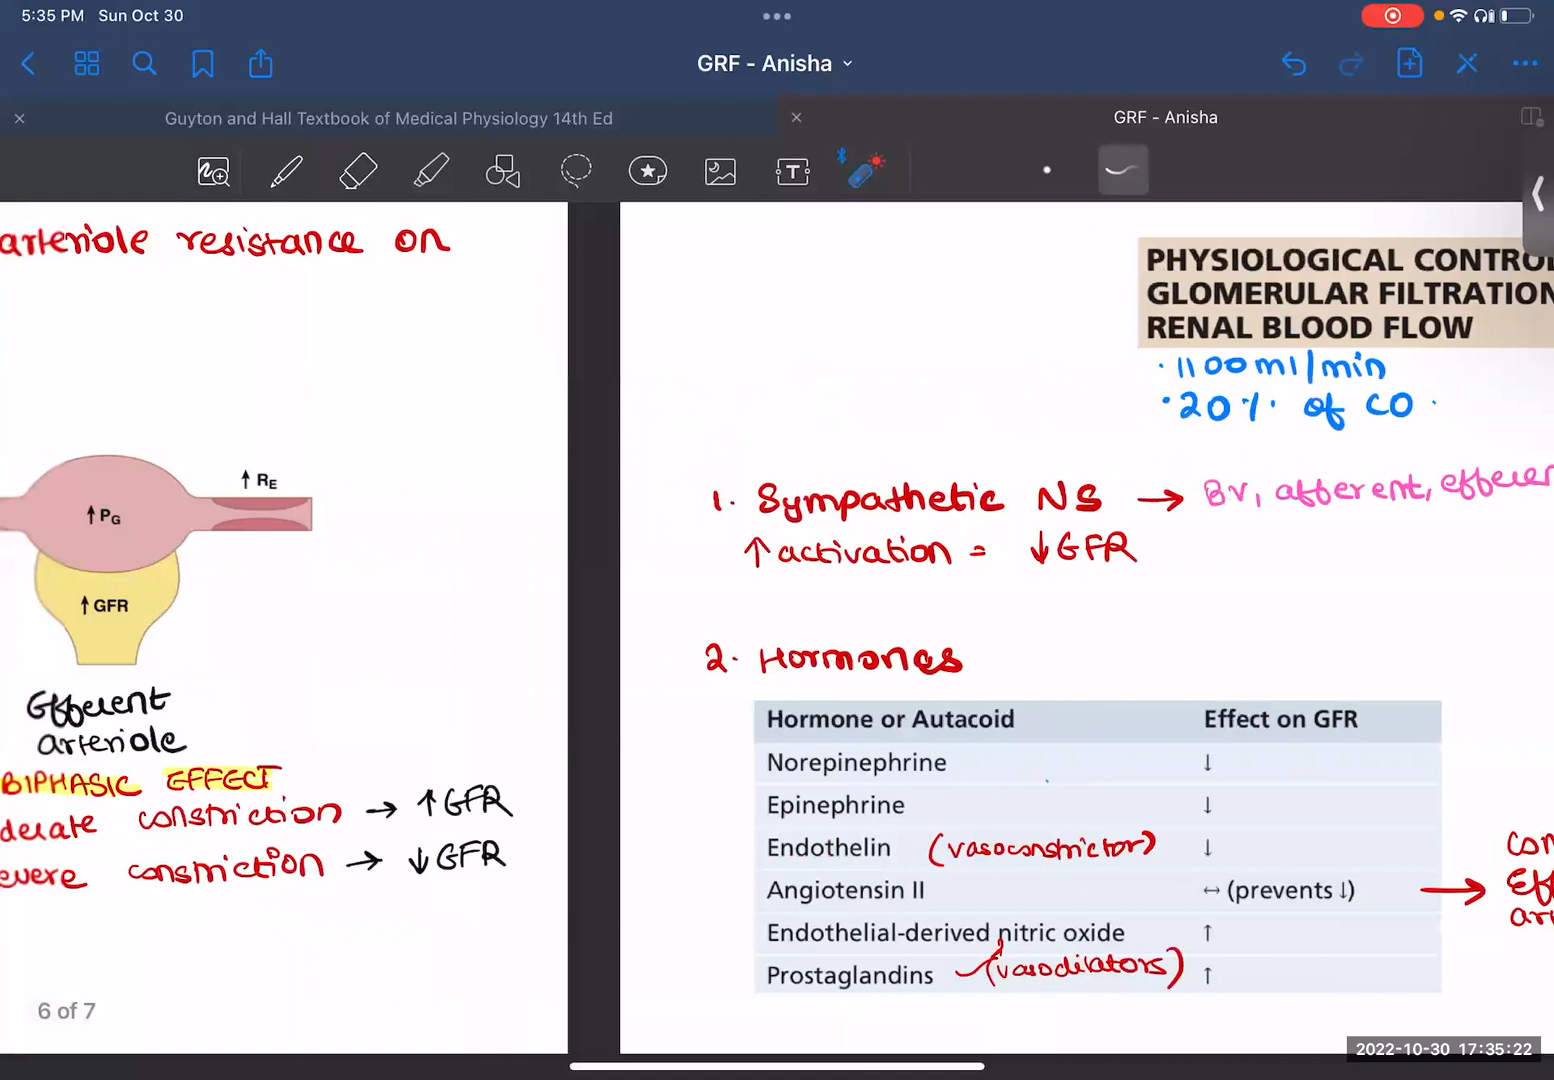 5:35 PM Sun Oct 30
GRF - Anisha
Guyton and Hall Textbook of Medical Physiology 14th Ed
GRF - Anisha
arteriole resistance on
↑ RE
↑ PG
↑ GFR
Efferent
arteriole
BIPHASIC EFFECT
derate constriction → ↑ GFR
evere constriction → ↓ GFR
6 of 7
PHYSIOLOGICAL CONTRO
GLOMERULAR FILTRATION
RENAL BLOOD FLOW
· 1100 ml/min
· 20 % of CO
1. Sympathetic NS → BV, afferent, efferen
↑ activation = ↓ GFR
2. Hormones
Hormone or Autacoid Effect on GFR
Norepinephrine ↓
Epinephrine ↓
Endothelin (vasoconstrictor) ↓
Angiotensin II ↔ (prevents ↓) →
con
Eff
art
Endothelial-derived nitric oxide ↑
Prostaglandins (vasodilators) ↑
2022-10-30 17:35:22